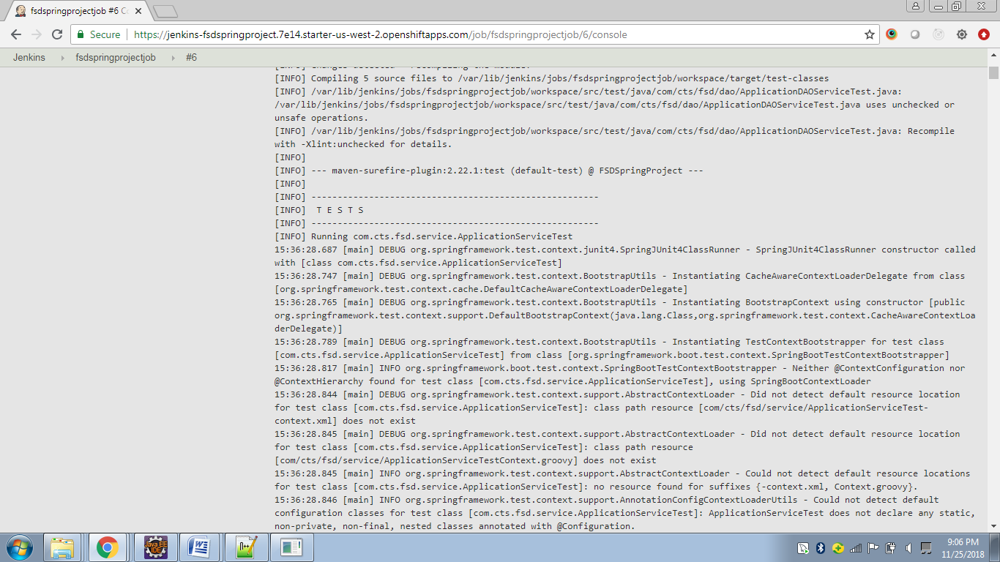 fsdspringprojectjob #6 Co
Secure
https://jenkins-fsdspringproject.7e14.starter-us-west-2.openshiftapps.com/job/fsdspringprojectjob/6/console
Jenkins
fsdspringprojectjob
#6
[INFO] Changes detected - recompiling the module!
[INFO] Compiling 5 source files to /var/lib/jenkins/jobs/fsdspringprojectjob/workspace/target/test-classes
[INFO] /var/lib/jenkins/jobs/fsdspringprojectjob/workspace/src/test/java/com/cts/fsd/dao/ApplicationDAOServiceTest.java:
/var/lib/jenkins/jobs/fsdspringprojectjob/workspace/src/test/java/com/cts/fsd/dao/ApplicationDAOServiceTest.java uses unchecked or
unsafe operations.
[INFO] /var/lib/jenkins/jobs/fsdspringprojectjob/workspace/src/test/java/com/cts/fsd/dao/ApplicationDAOServiceTest.java: Recompile
with -Xlint:unchecked for details.
[INFO]
[INFO] --- maven-surefire-plugin:2.22.1:test (default-test) @ FSDSpringProject ---
[INFO]
[INFO] -------------------------------------------------------
[INFO]  T E S T S
[INFO] -------------------------------------------------------
[INFO] Running com.cts.fsd.service.ApplicationServiceTest
15:36:28.687 [main] DEBUG org.springframework.test.context.junit4.SpringJUnit4ClassRunner - SpringJUnit4ClassRunner constructor called
with [class com.cts.fsd.service.ApplicationServiceTest]
15:36:28.747 [main] DEBUG org.springframework.test.context.BootstrapUtils - Instantiating CacheAwareContextLoaderDelegate from class
[org.springframework.test.context.cache.DefaultCacheAwareContextLoaderDelegate]
15:36:28.765 [main] DEBUG org.springframework.test.context.BootstrapUtils - Instantiating BootstrapContext using constructor [public
org.springframework.test.context.support.DefaultBootstrapContext(java.lang.Class,org.springframework.test.context.CacheAwareContextLoa
derDelegate)]
15:36:28.789 [main] DEBUG org.springframework.test.context.BootstrapUtils - Instantiating TestContextBootstrapper for test class
[com.cts.fsd.service.ApplicationServiceTest] from class [org.springframework.boot.test.context.SpringBootTestContextBootstrapper]
15:36:28.817 [main] INFO org.springframework.boot.test.context.SpringBootTestContextBootstrapper - Neither @ContextConfiguration nor
@ContextHierarchy found for test class [com.cts.fsd.service.ApplicationServiceTest], using SpringBootContextLoader
15:36:28.844 [main] DEBUG org.springframework.test.context.support.AbstractContextLoader - Did not detect default resource location
for test class [com.cts.fsd.service.ApplicationServiceTest]: class path resource [com/cts/fsd/service/ApplicationServiceTest-
context.xml] does not exist
15:36:28.845 [main] DEBUG org.springframework.test.context.support.AbstractContextLoader - Did not detect default resource location
for test class [com.cts.fsd.service.ApplicationServiceTest]: class path resource
[com/cts/fsd/service/ApplicationServiceTestContext.groovy] does not exist
15:36:28.845 [main] INFO org.springframework.test.context.support.AbstractContextLoader - Could not detect default resource locations
for test class [com.cts.fsd.service.ApplicationServiceTest]: no resource found for suffixes {-context.xml, Context.groovy}.
15:36:28.846 [main] INFO org.springframework.test.context.support.AnnotationConfigContextLoaderUtils - Could not detect default
configuration classes for test class [com.cts.fsd.service.ApplicationServiceTest]: ApplicationServiceTest does not declare any static,
non-private, non-final, nested classes annotated with @Configuration.
Java EE
IDE
9:06 PM
11/25/2018